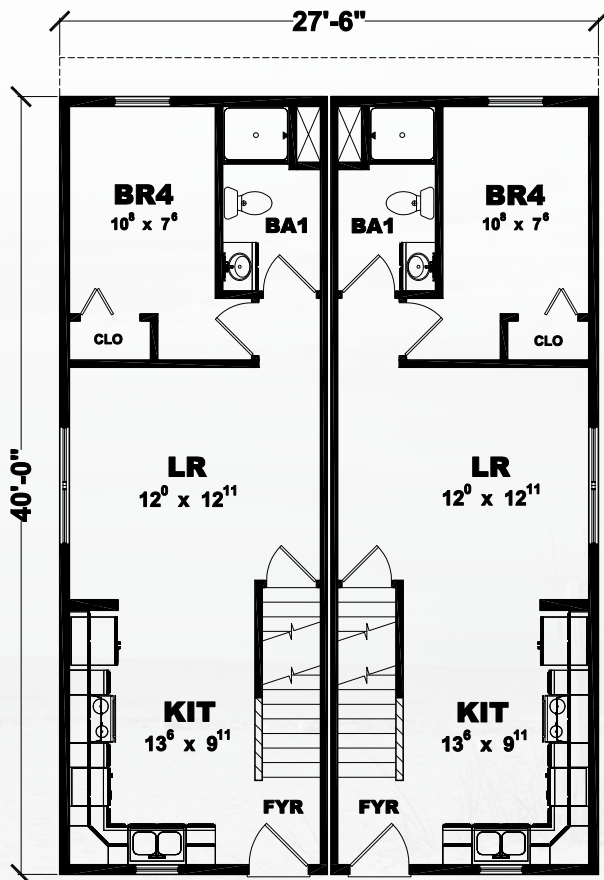 27'-6"
BR4
10⁸ x 7⁶
BR4
10⁸ x 7⁶
BA1
BA1
CLO
CLO
40'-0"
LR
12⁰ x 12¹¹
LR
12⁰ x 12¹¹
KIT
13⁶ x 9¹¹
KIT
13⁶ x 9¹¹
FYR
FYR